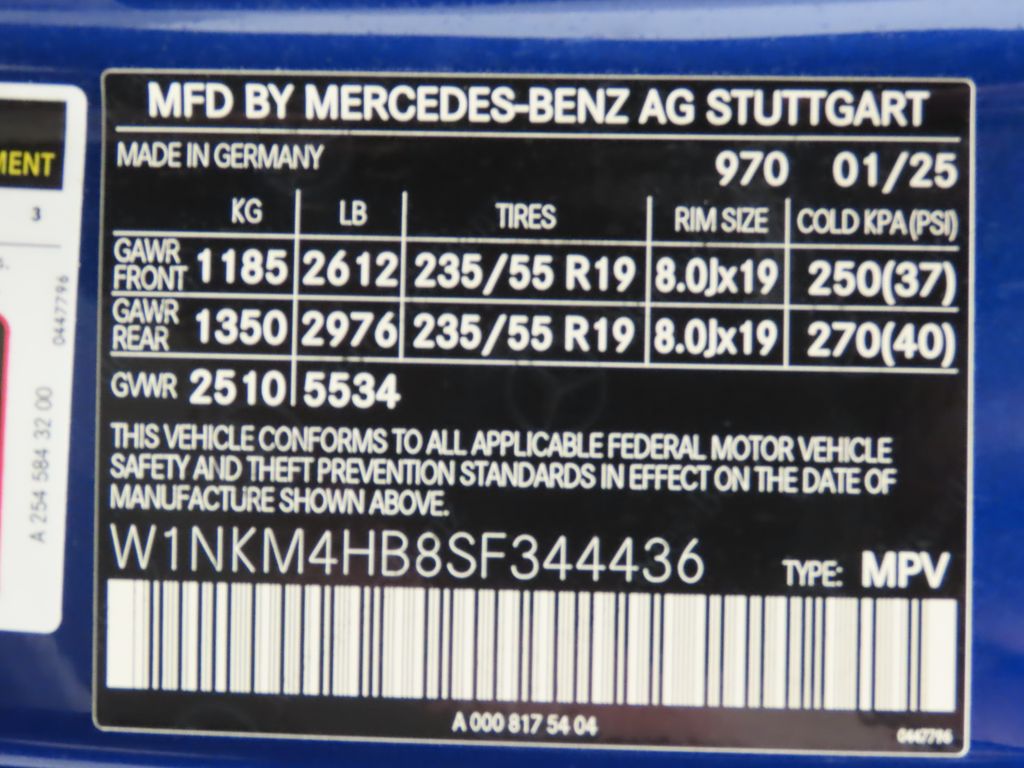 MFD BY MERCEDES-BENZ AG STUTTGART
MADE IN GERMANY 970 01/25
KG LB TIRES RIM SIZE COLD KPA (PSI)
GAWR FRONT 1185 2612 235/55 R19 8.0Jx19 250(37)
GAWR REAR 1350 2976 235/55 R19 8.0Jx19 270(40)
GVWR 2510 5534
THIS VEHICLE CONFORMS TO ALL APPLICABLE FEDERAL MOTOR VEHICLE
SAFETY AND THEFT PREVENTION STANDARDS IN EFFECT ON THE DATE OF
MANUFACTURE SHOWN ABOVE.
W1NKM4HB8SF344436 TYPE: MPV
A 000 817 54 04 0447796
3
0447796
A 254 584 32 00